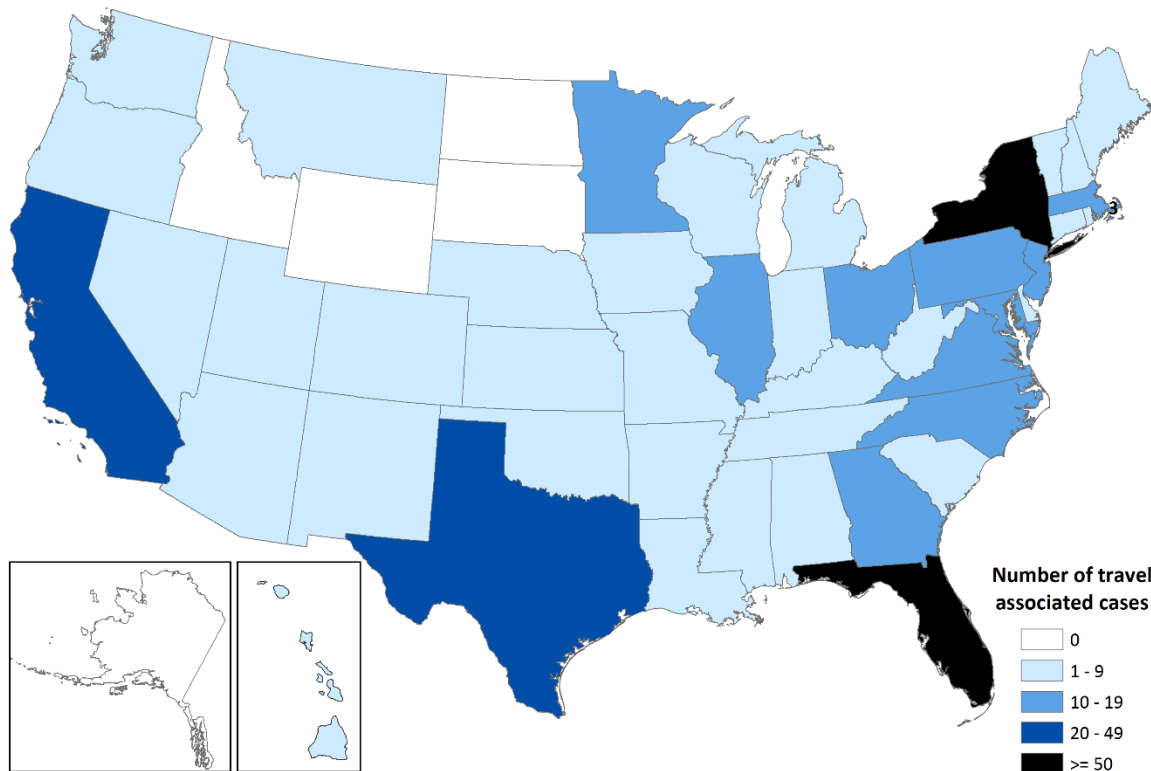 3
Number of travel
associated cases
0
1 - 9
10 - 19
20 - 49
>= 50